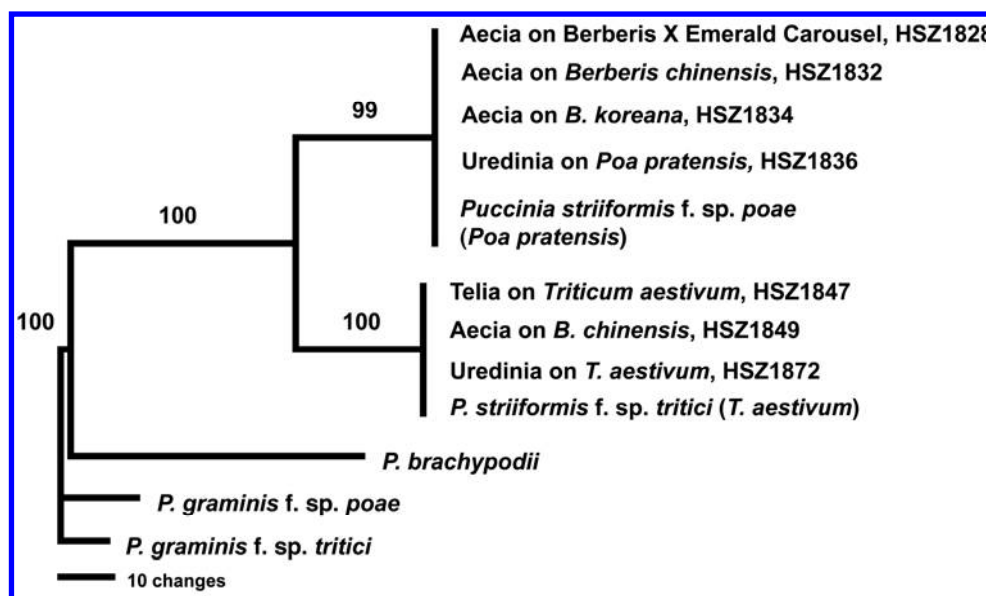 Aecia on Berberis X Emerald Carousel, HSZ1828
Aecia on Berberis chinensis, HSZ1832
99
Aecia on B. koreana, HSZ1834
Uredinia on Poa pratensis, HSZ1836
Puccinia striiformis f. sp. poae
(Poa pratensis)
100
Telia on Triticum aestivum, HSZ1847
100
100
Aecia on B. chinensis, HSZ1849
Uredinia on T. aestivum, HSZ1872
P. striiformis f. sp. tritici (T. aestivum)
P. brachypodii
P. graminis f. sp. poae
P. graminis f. sp. tritici
10 changes